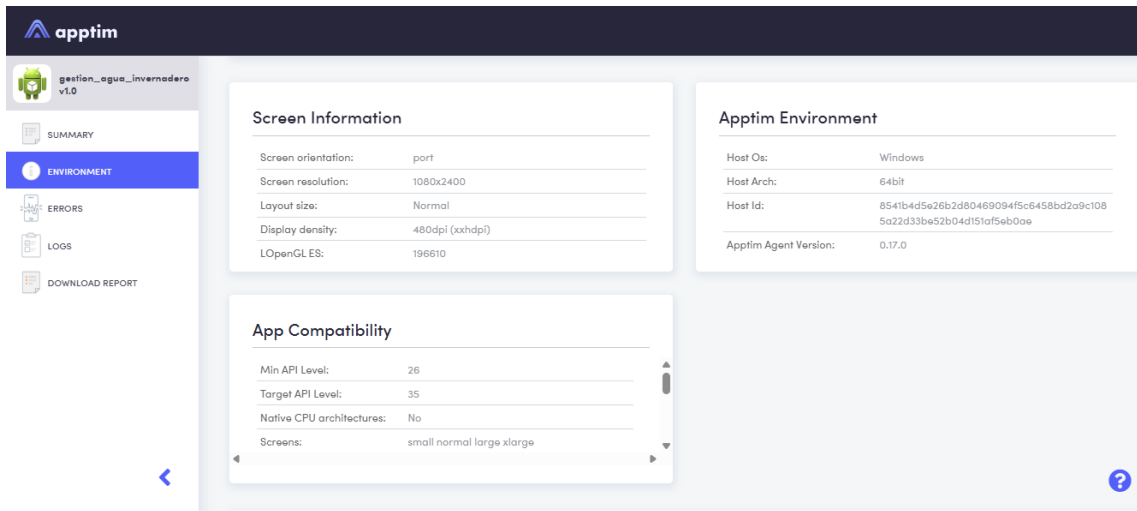 apptim
gestion_agua_invernadero
v1.0
SUMMARY
ENVIRONMENT
ERRORS
LOGS
DOWNLOAD REPORT
Screen Information
Screen orientation: port
Screen resolution: 1080x2400
Layout size: Normal
Display density: 480dpi (xxhdpi)
LOpenGL ES: 196610
Apptim Environment
Host Os: Windows
Host Arch: 64bit
Host Id: 8541b4d5e26b2d80469094f5c6458bd2a9c108
5a22d33be52b04d151af5eb0ae
Apptim Agent Version: 0.17.0
App Compatibility
Min API Level: 26
Target API Level: 35
Native CPU architectures: No
Screens: small normal large xlarge
?